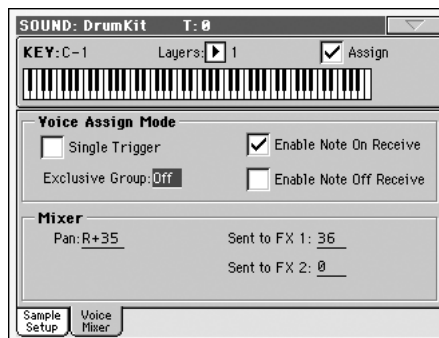 SOUND: DrumKit T:0
KEY:C-1 Layers: 1 Assign
Voice Assign Mode
Single Trigger Enable Note On Receive
Exclusive Group:Off Enable Note Off Receive
Mixer
Pan:R+35 Sent to FX 1: 36
Sent to FX 2: 0
Sample Setup Voice Mixer